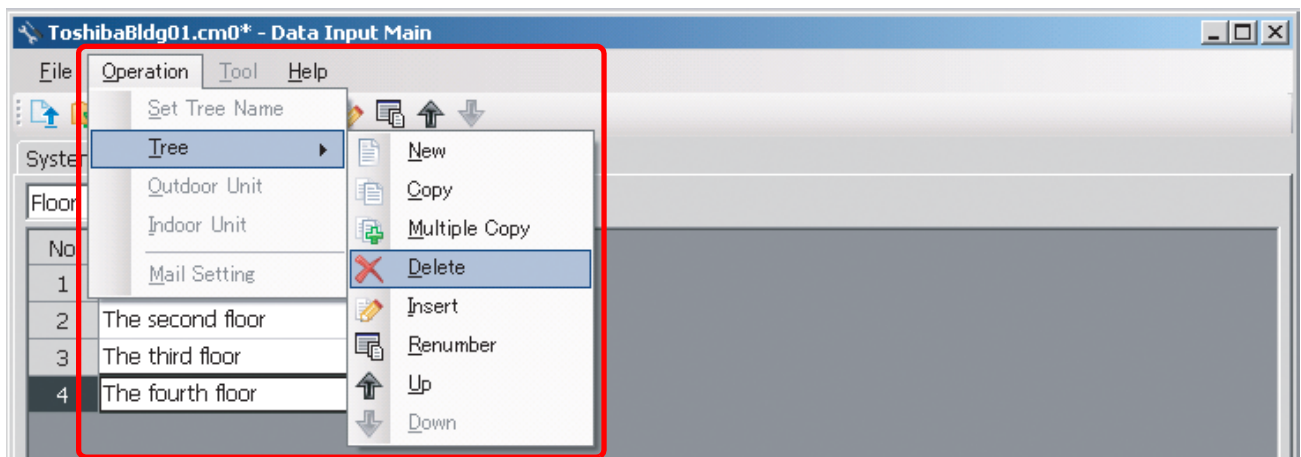 ToshibaBldg01.cm0* - Data Input Main
File Operation Tool Help
Set Tree Name
Tree
Outdoor Unit
Indoor Unit
Mail Setting
New
Copy
Multiple Copy
Delete
Insert
Renumber
Up
Down
Syster
Floor
No
1
2 The second floor
3 The third floor
4 The fourth floor